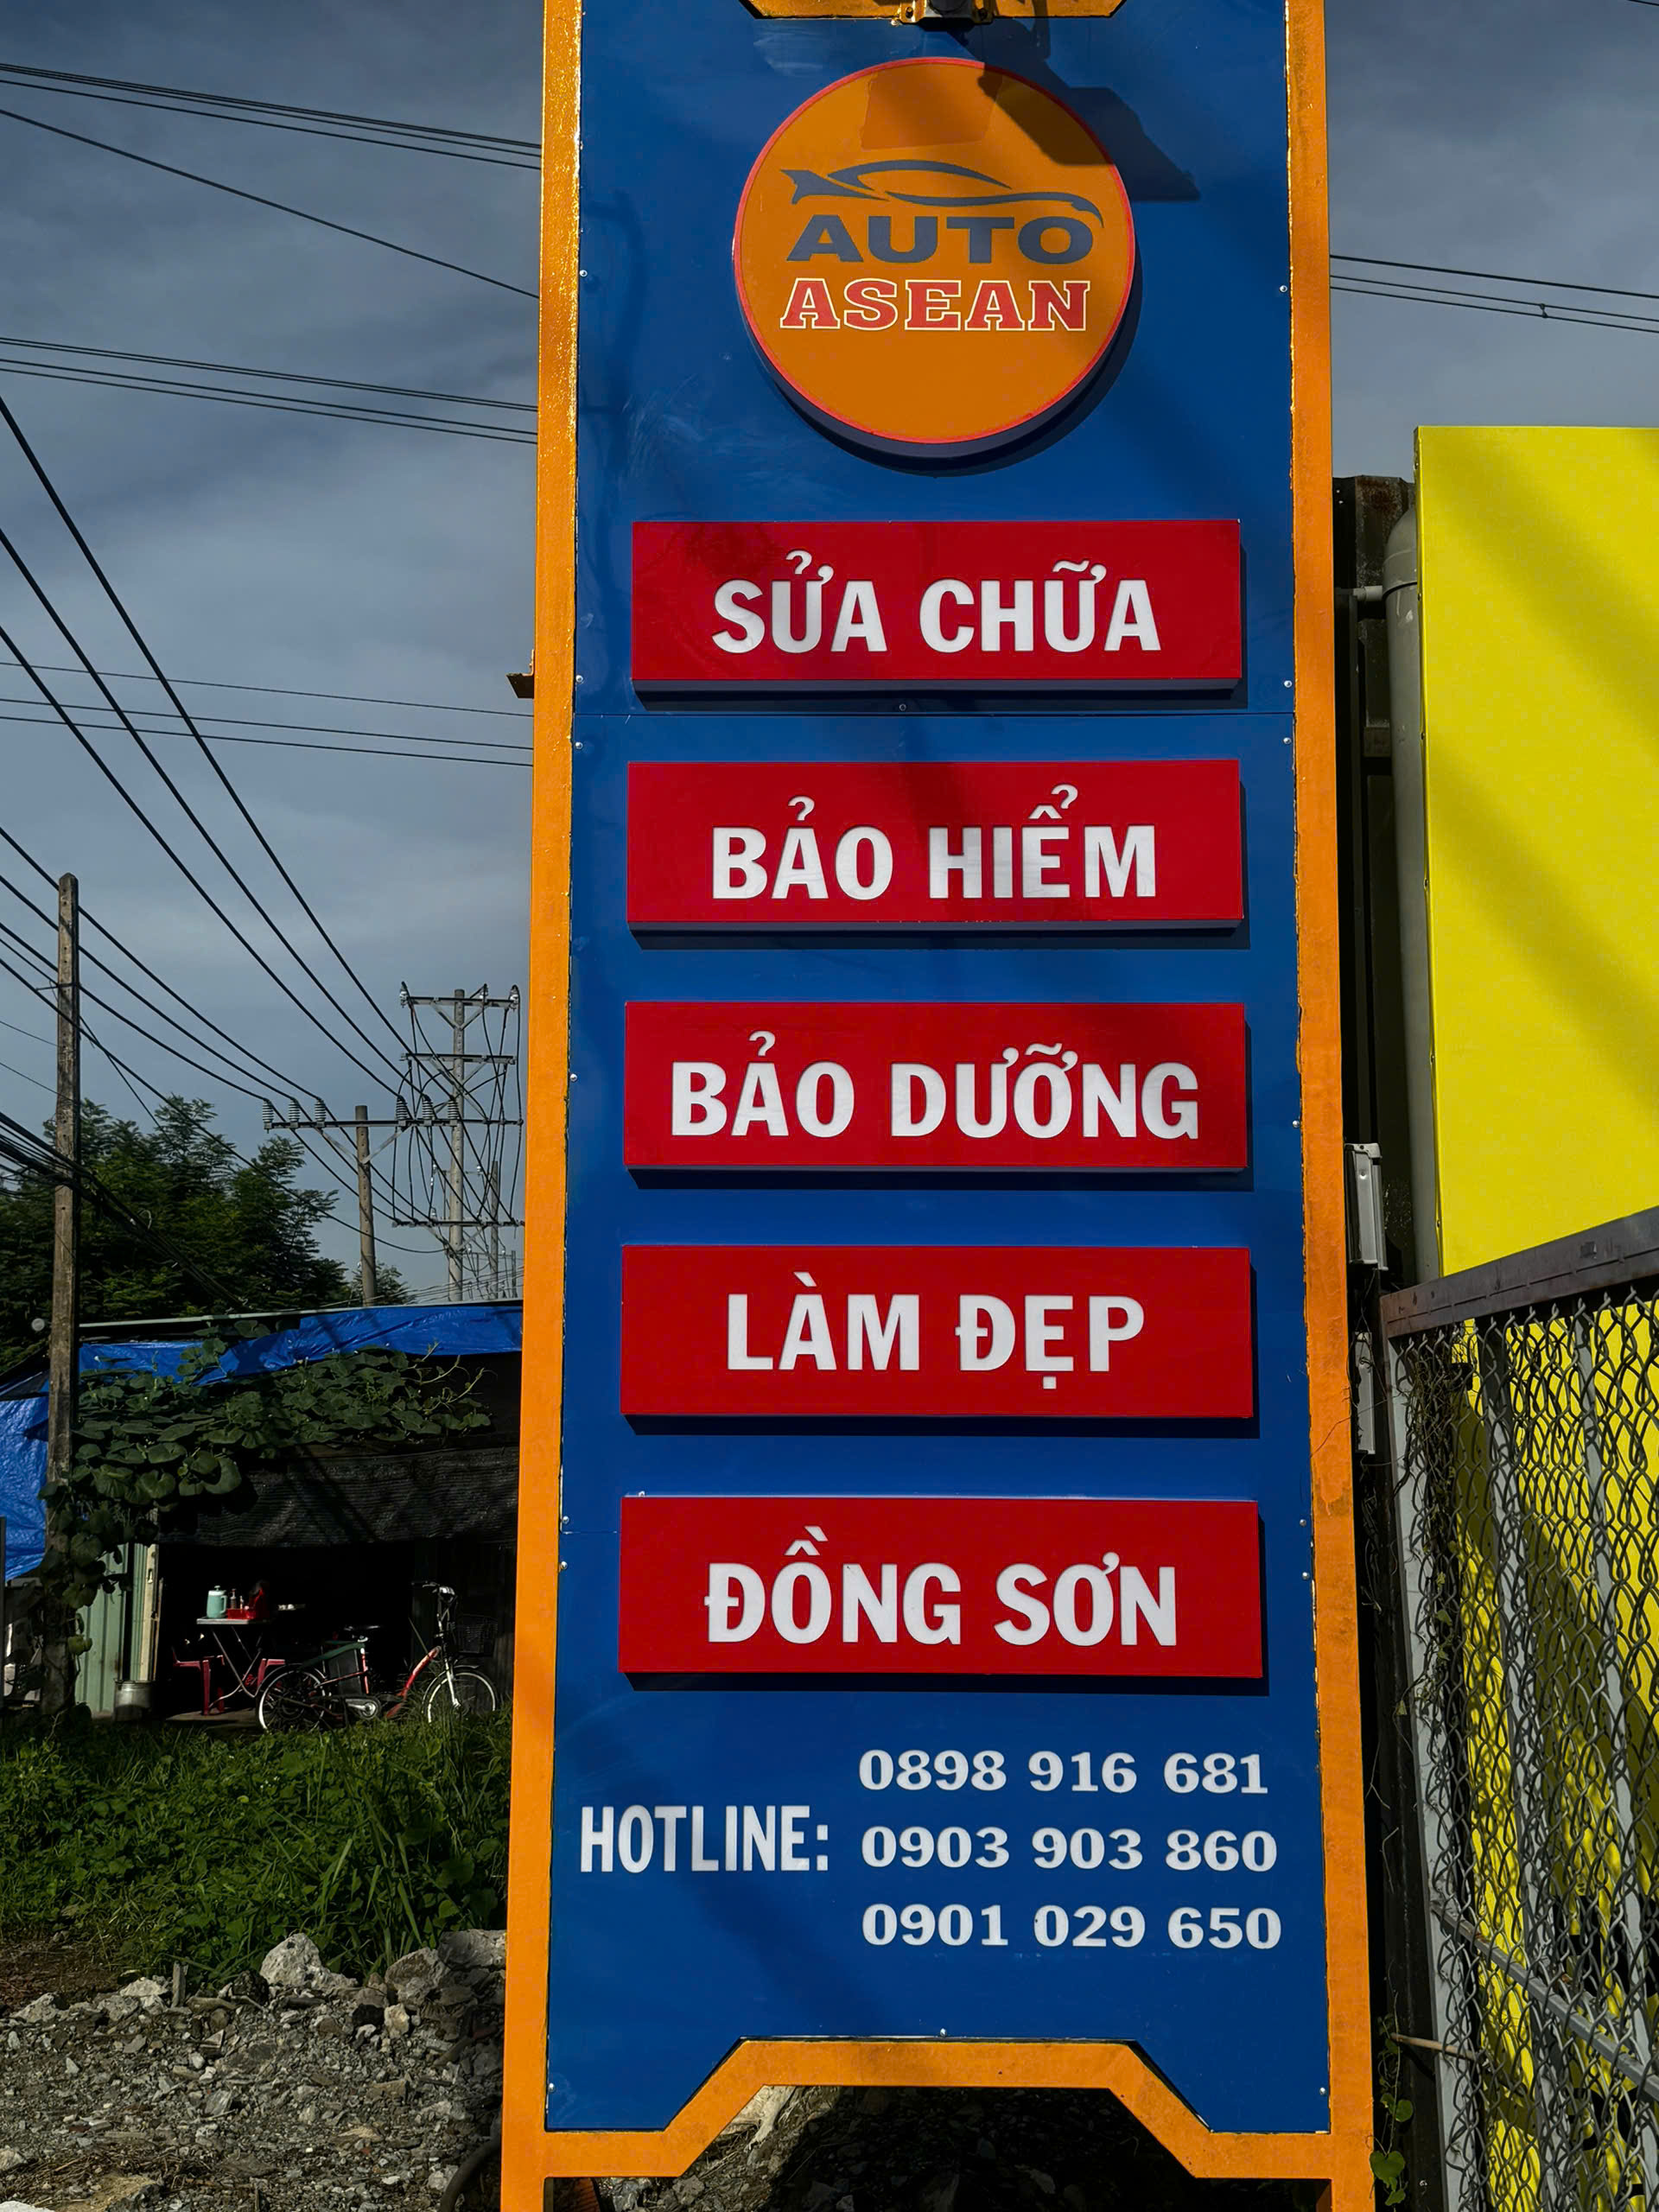 AUTO
ASEAN
SỬA CHỮA
BẢO HIỂM
BẢO DƯỠNG
LÀM ĐẸP
ĐỒNG SƠN
HOTLINE: 0898 916 681
0903 903 860
0901 029 650